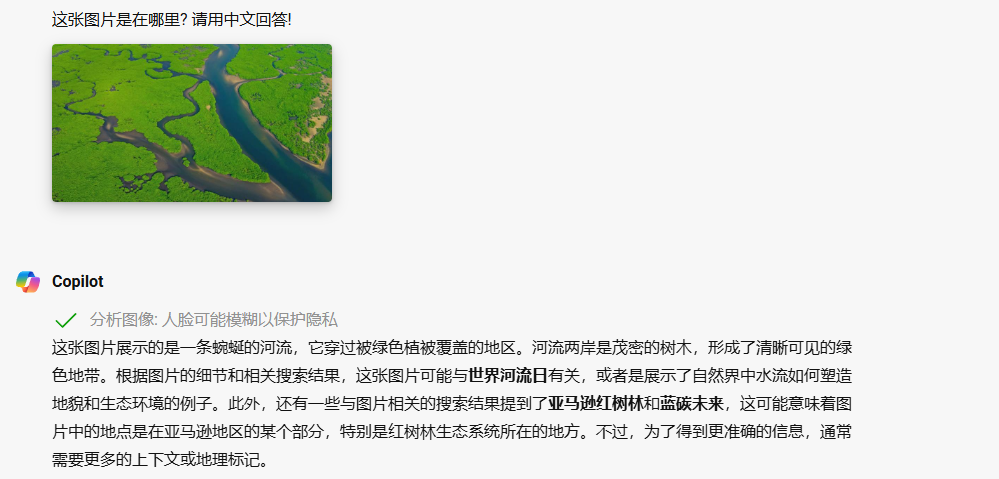 这张图片是在哪里? 请用中文回答!
Copilot
分析图像: 人脸可能模糊以保护隐私
这张图片展示的是一条蜿蜒的河流，它穿过被绿色植被覆盖的地区。河流两岸是茂密的树木，形成了清晰可见的绿
色地带。根据图片的细节和相关搜索结果，这张图片可能与世界河流日有关，或者是展示了自然界中水流如何塑造
地貌和生态环境的例子。此外，还有一些与图片相关的搜索结果提到了亚马逊红树林和蓝碳未来，这可能意味着图
片中的地点是在亚马逊地区的某个部分，特别是红树林生态系统所在的地方。不过，为了得到更准确的信息，通常
需要更多的上下文或地理标记。